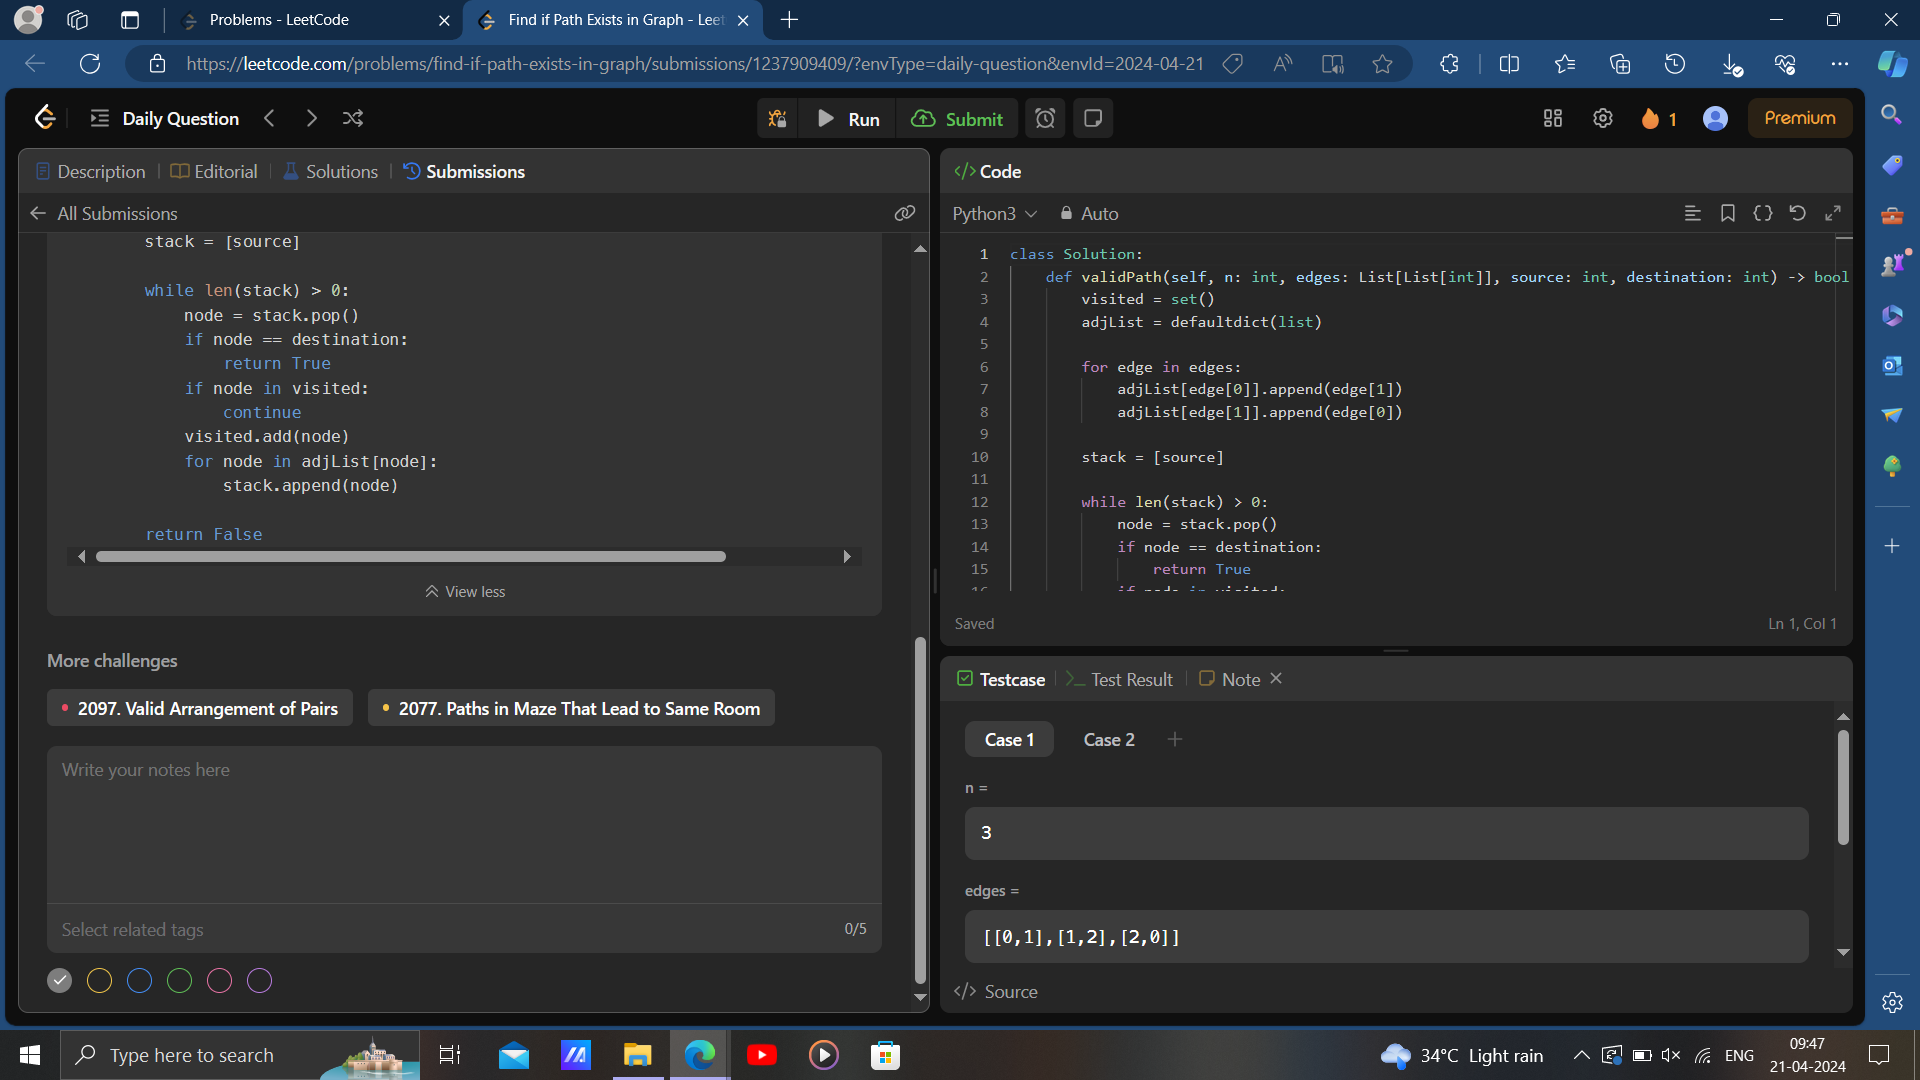 Problems - LeetCode
Find if Path Exists in Graph - Leet
https://leetcode.com/problems/find-if-path-exists-in-graph/submissions/1237909409/?envType=daily-question&envId=2024-04-21
Daily Question
Run
Submit
1
Premium
Description
Editorial
Solutions
Submissions
All Submissions
stack = [source]
while len(stack) > 0:
node = stack.pop()
if node == destination:
return True
if node in visited:
continue
visited.add(node)
for node in adjList[node]:
stack.append(node)
return False
View less
More challenges
2097. Valid Arrangement of Pairs
2077. Paths in Maze That Lead to Same Room
Write your notes here
Select related tags
0/5
</> Code
Python3
Auto
1 class Solution:
2 def validPath(self, n: int, edges: List[List[int]], source: int, destination: int) -> bool
3 visited = set()
4 adjList = defaultdict(list)
5
6 for edge in edges:
7 adjList[edge[0]].append(edge[1])
8 adjList[edge[1]].append(edge[0])
9
10 stack = [source]
11
12 while len(stack) > 0:
13 node = stack.pop()
14 if node == destination:
15 return True
Saved
Ln 1, Col 1
Testcase
Test Result
Note
Case 1
Case 2
n =
3
edges =
[[0,1],[1,2],[2,0]]
</> Source
Type here to search
34°C Light rain
ENG
09:47
21-04-2024